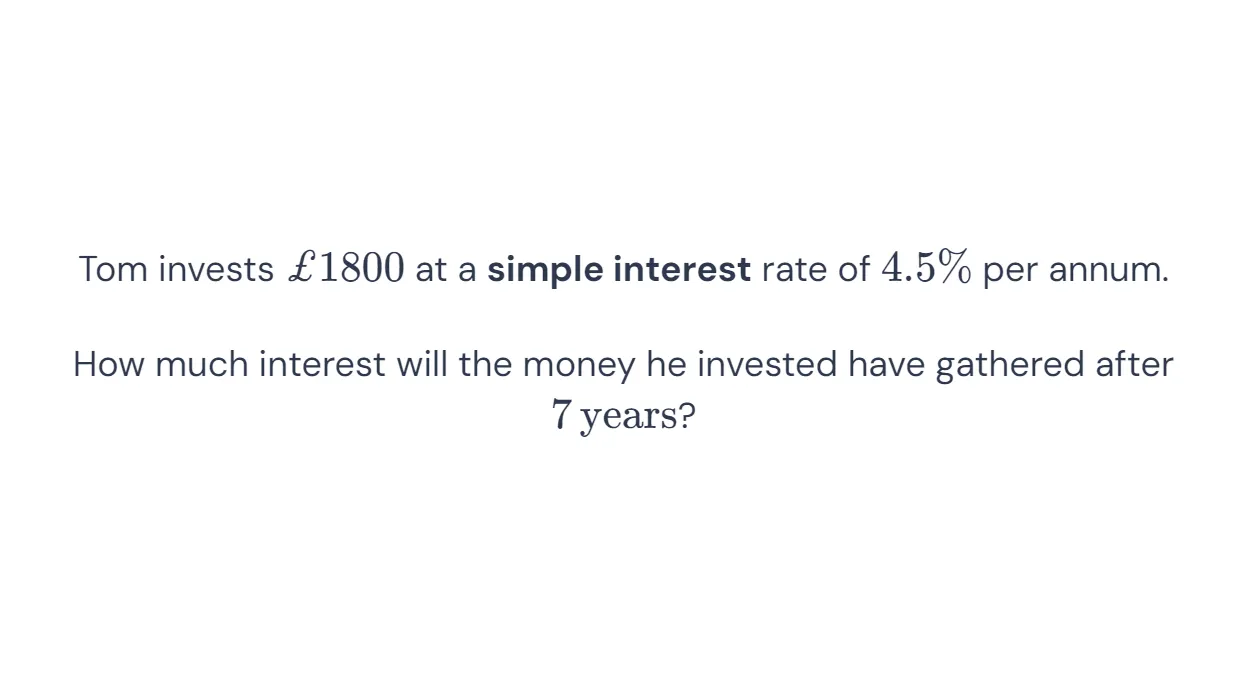 Tom invests £1800 at a simple interest rate of 4.5% per annum.
How much interest will the money he invested have gathered after
7 years?